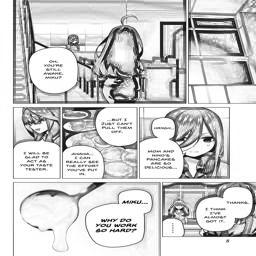 OH,
YOU'RE
STILL
AWAKE,
MIKU?
I WILL BE
GLAD TO
ACT AS
YOUR TASTE
TESTER.
...BUT I
JUST CAN'T
PULL THEM
OFF.
AHAHA...
I CAN
REALLY SEE
THE EFFORT
YOU'VE
PUT IN.
MOM AND
NINO'S
PANCAKES
ARE SO
DELICIOUS...
MIKU...
WHY DO
YOU WORK
SO HARD?
THANKS.
I THINK
I'VE
ALMOST
GOT IT.